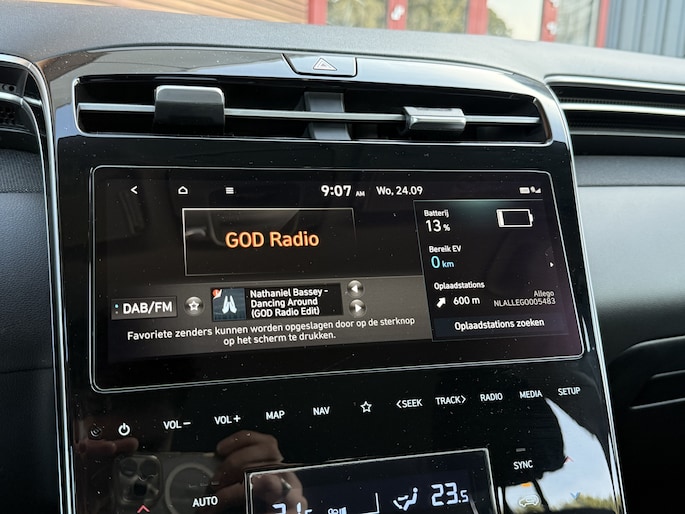 9:07 AM Wo, 24.09
GOD Radio
Batterij
13 %
Bereik EV
0 km
Oplaadstations
Allego
600 m NLALLEGO005483
Oplaadstations zoeken
DAB/FM
Nathaniel Bassey -
Dancing Around
(GOD Radio Edit)
Favoriete zenders kunnen worden opgeslagen door op de sterknop
op het scherm te drukken.
VOL− VOL+ MAP NAV <SEEK TRACK> RADIO MEDIA SETUP
SYNC
AUTO
23.5